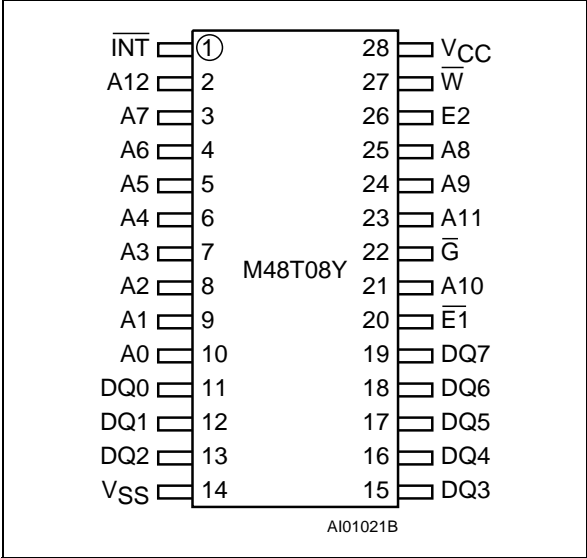 I̅N̅T̅ 1 28 VCC
A12 2 27 W̅
A7 3 26 E2
A6 4 25 A8
A5 5 24 A9
A4 6 23 A11
A3 7 22 G̅
M48T08Y
A2 8 21 A10
A1 9 20 E̅1̅
A0 10 19 DQ7
DQ0 11 18 DQ6
DQ1 12 17 DQ5
DQ2 13 16 DQ4
VSS 14 15 DQ3
AI01021B